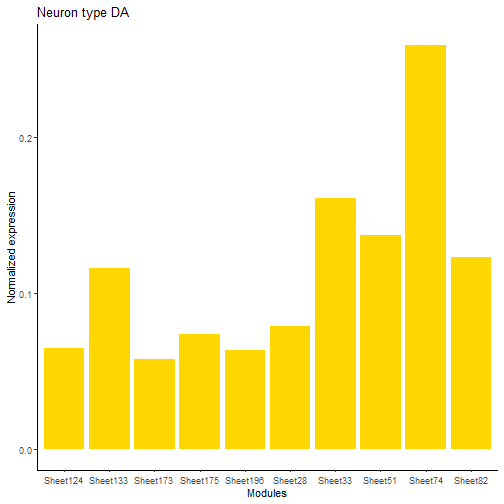 Neuron type DA
Normalized expression
0.2
0.1
0.0
Sheet124 Sheet133 Sheet173 Sheet175 Sheet196 Sheet28 Sheet33 Sheet51 Sheet74 Sheet82
Modules